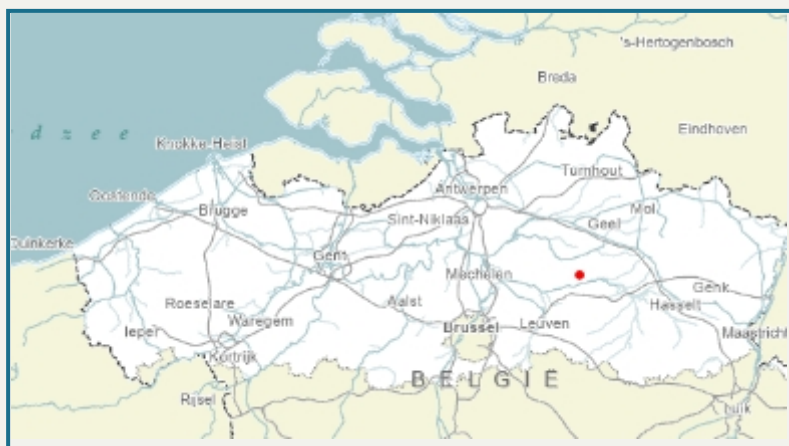 's-Hertogenbosch
Breda
Eindhoven
dzee
Knokke-Heist
Turnhout
Antwerpen
Oostende
Mol
Brugge
Sint-Niklaas
Geel
Duinkerke
Gent
Mechelen
Genk
Roeselare
Aalst
Hasselt
Ieper
Waregem
Brussel
Leuven
Maastricht
Kortrijk
BELGIË
Rijsel
Luik